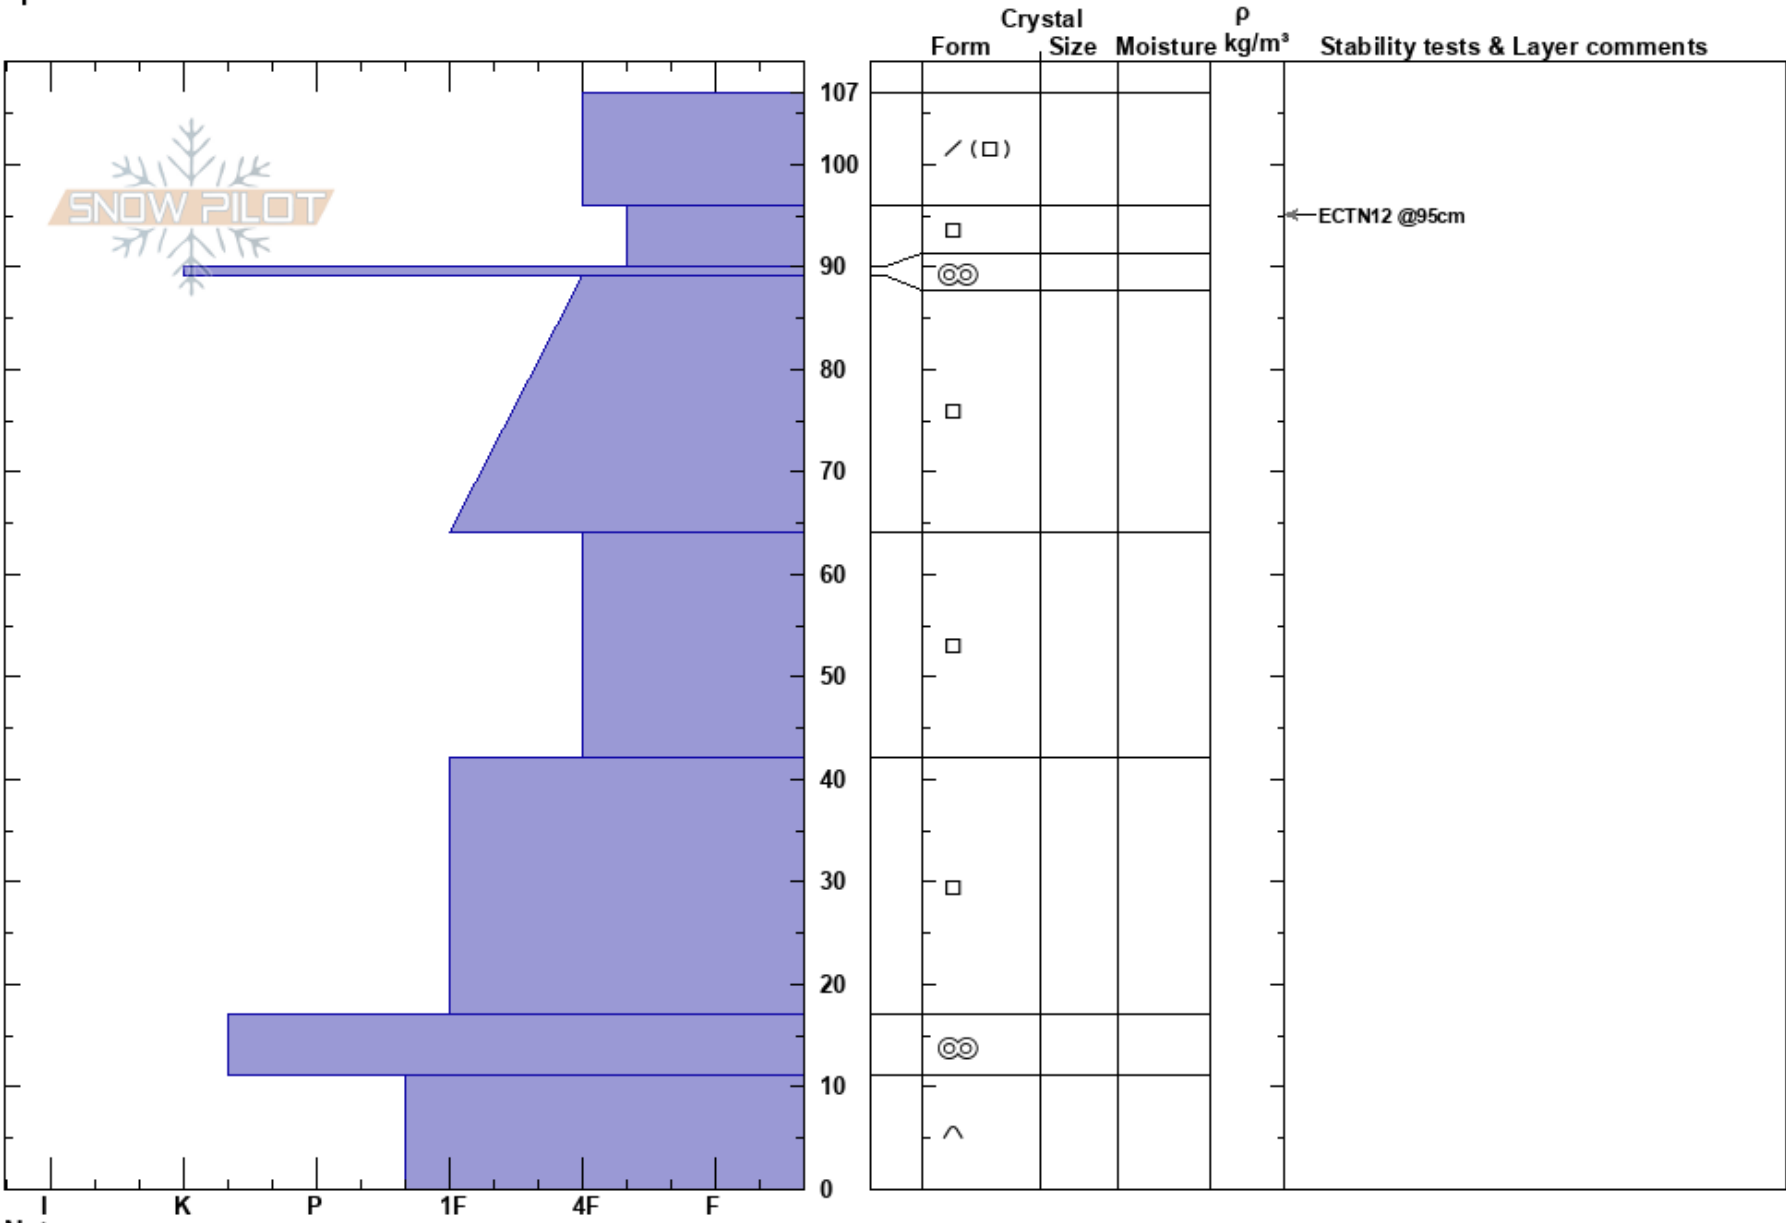 Crystal
ρ
Form Size Moisture kg/m³ Stability tests & Layer comments
107
100
SNOW PILOT
ECTN12 @95cm
90
80
70
60
50
40
30
20
10
0
I K P 1F 4F F